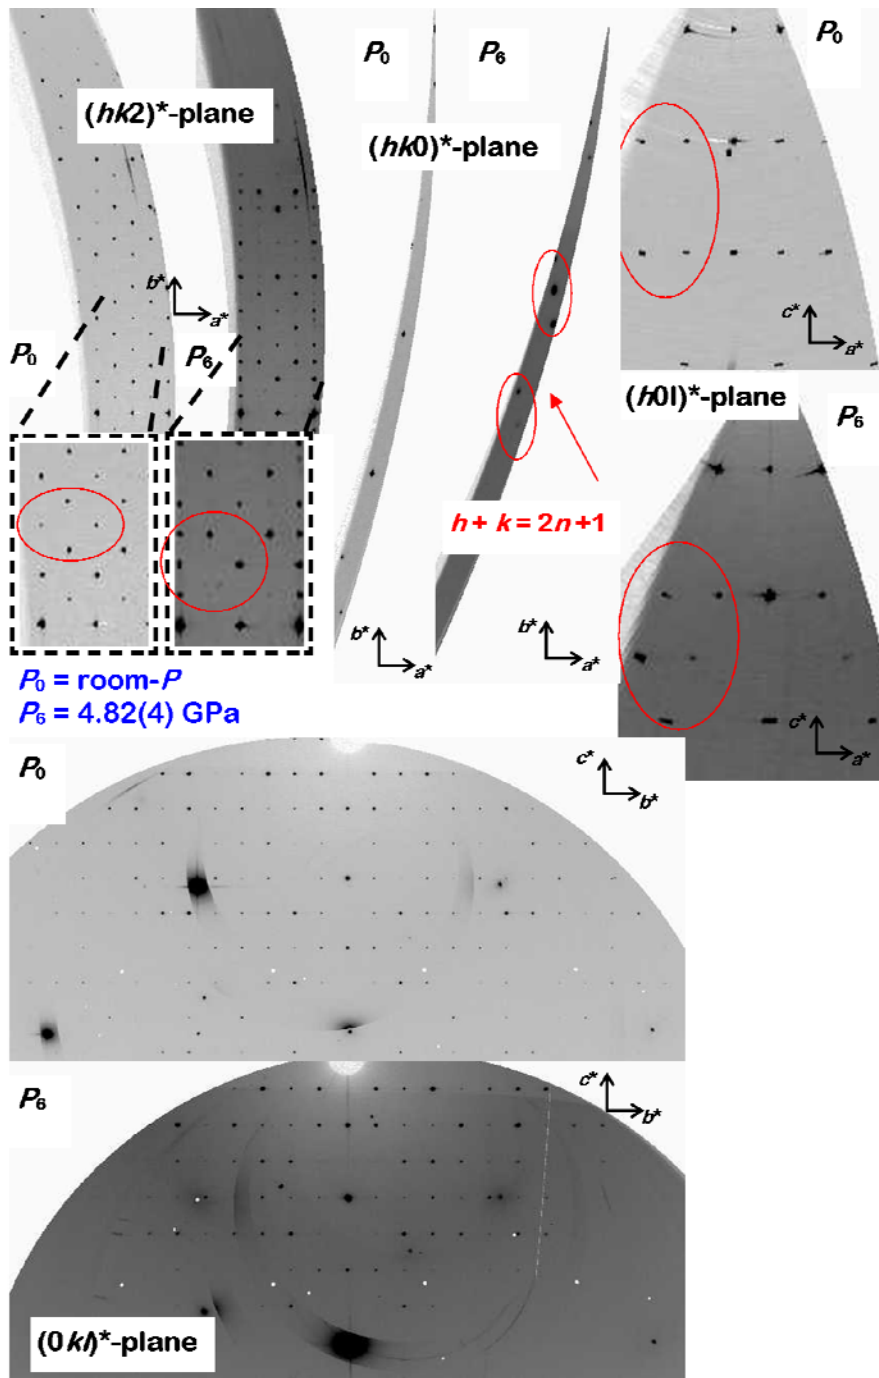 P0
P6
P0
(hk2)*-plane
(hk0)*-plane
b*
a*
c*
a*
P0
P6
(h0l)*-plane
P6
h + k = 2n+1
b*
a*
b*
a*
c*
a*
P0 = room-P
P6 = 4.82(4) GPa
P0
c*
b*
P6
c*
b*
(0kl)*-plane